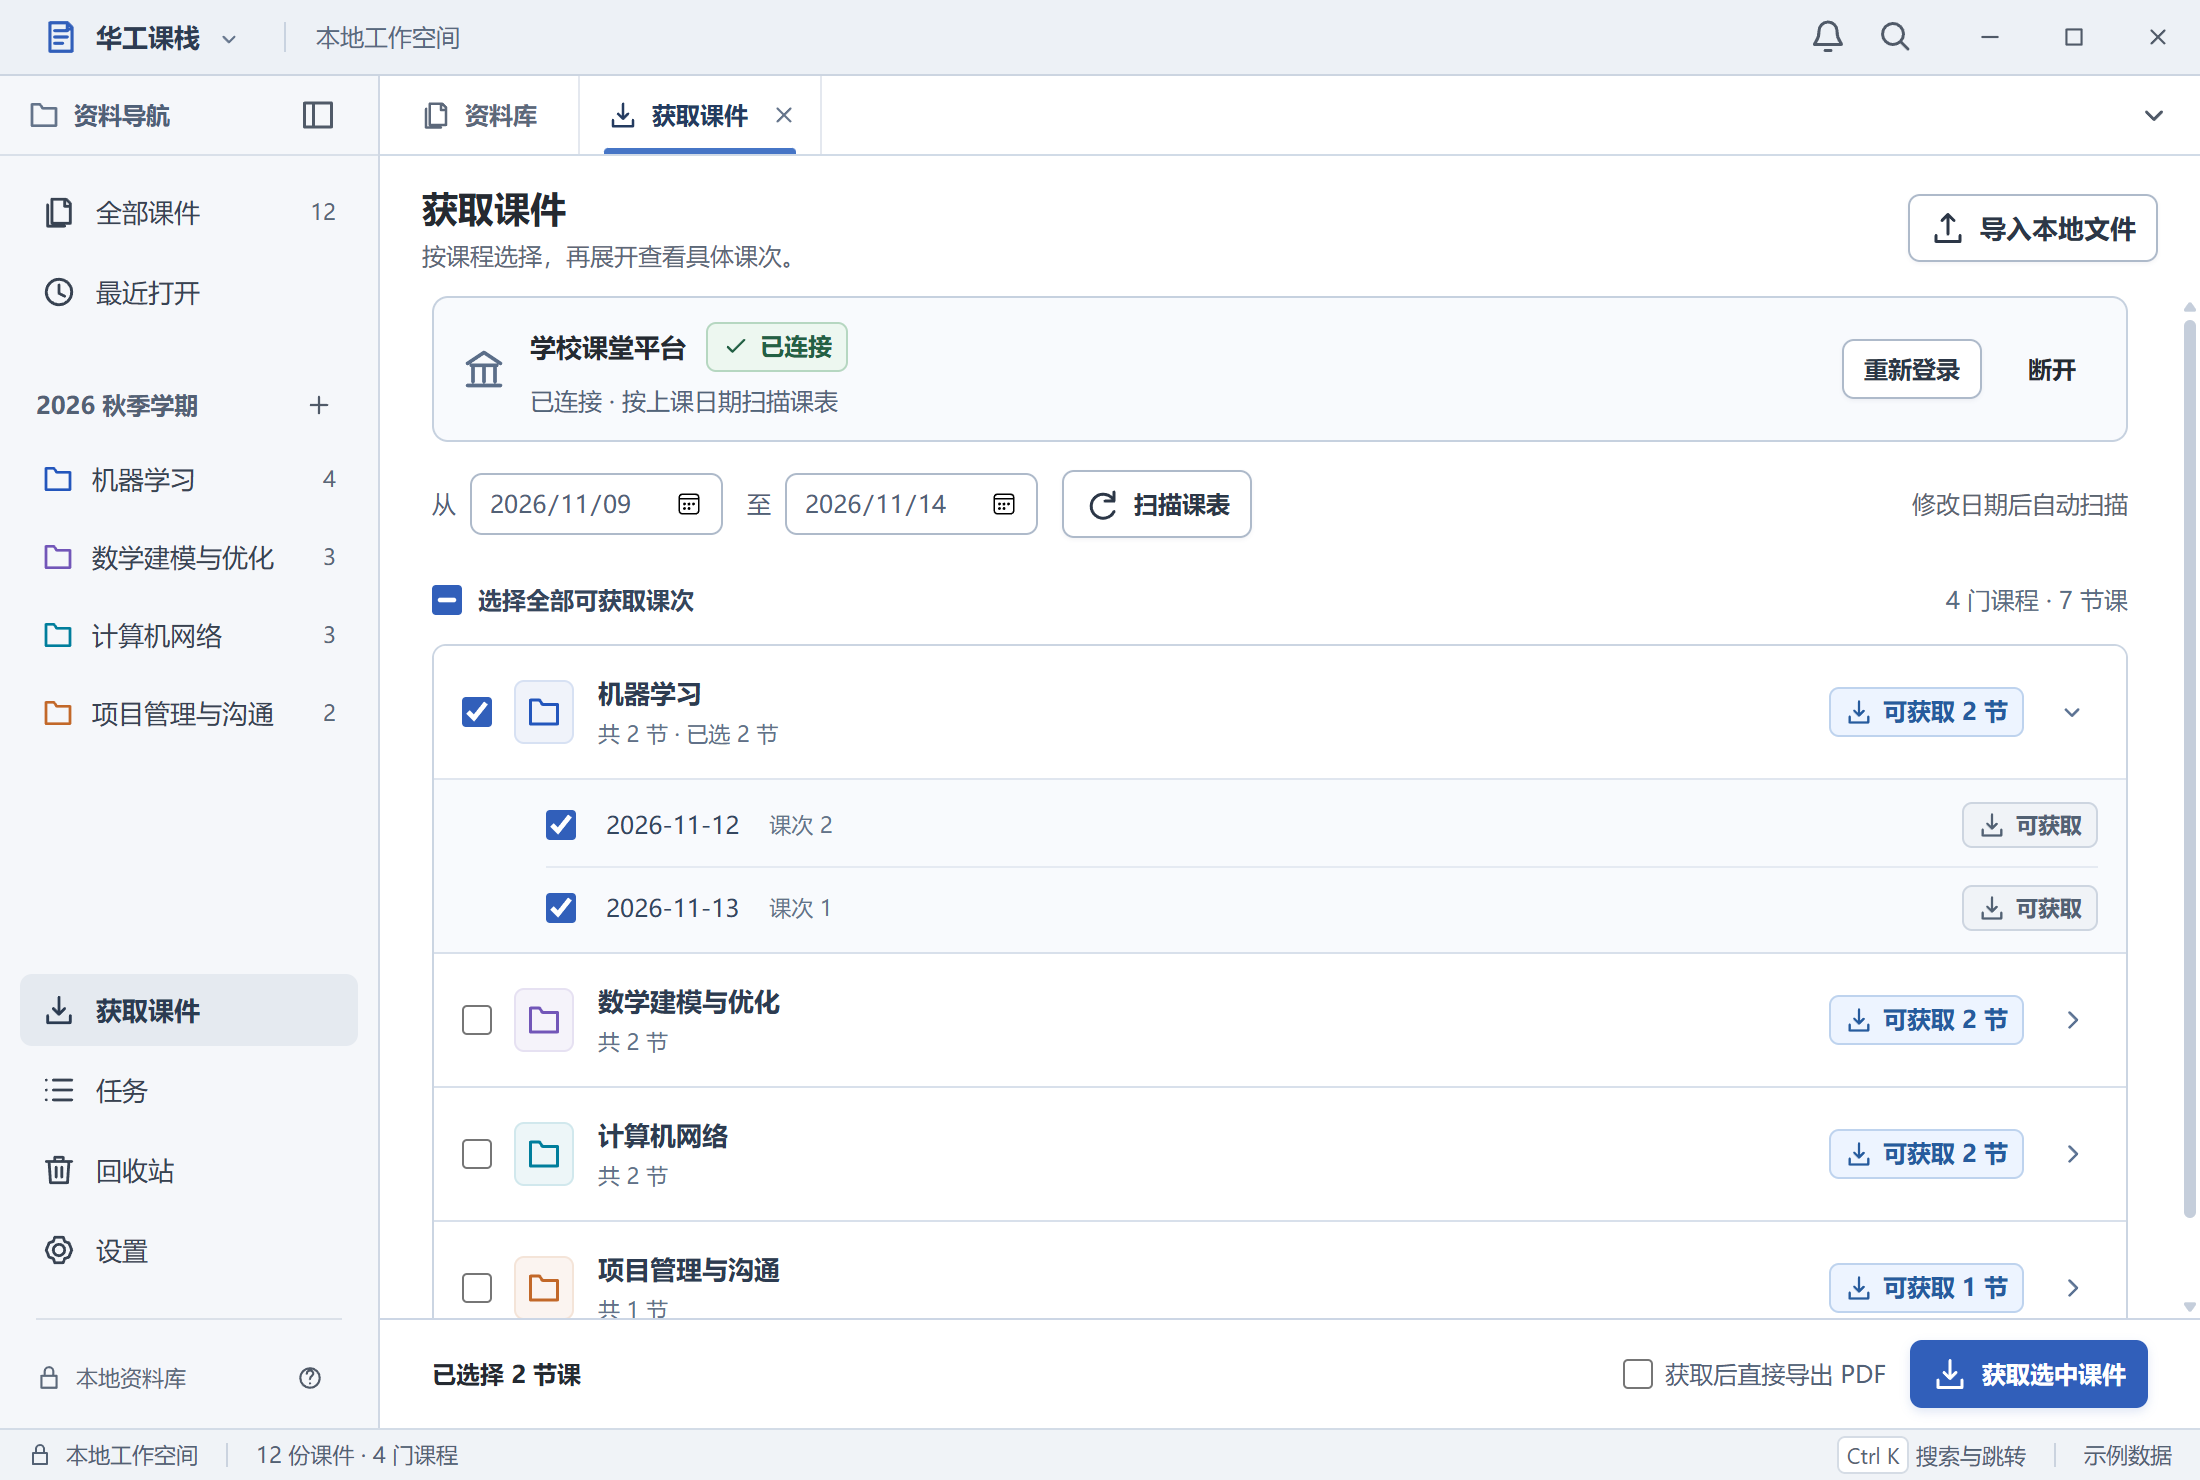 华工课栈
本地工作空间
资料导航
资料库
获取课件
全部课件 12
最近打开
2026 秋季学期
机器学习 4
数学建模与优化 3
计算机网络 3
项目管理与沟通 2
获取课件
任务
回收站
设置
本地资料库
获取课件
按课程选择，再展开查看具体课次。
导入本地文件
学校课堂平台
已连接
已连接 · 按上课日期扫描课表
重新登录
断开
从 2026/11/09 至 2026/11/14 扫描课表
修改日期后自动扫描
选择全部可获取课次
4 门课程 · 7 节课
机器学习
共 2 节 · 已选 2 节
可获取 2 节
2026-11-12 课次 2 可获取
2026-11-13 课次 1 可获取
数学建模与优化
共 2 节
可获取 2 节
计算机网络
共 2 节
可获取 2 节
项目管理与沟通
共 1 节
可获取 1 节
已选择 2 节课
获取后直接导出 PDF
获取选中课件
本地工作空间
12 份课件 · 4 门课程
Ctrl K 搜索与跳转
示例数据